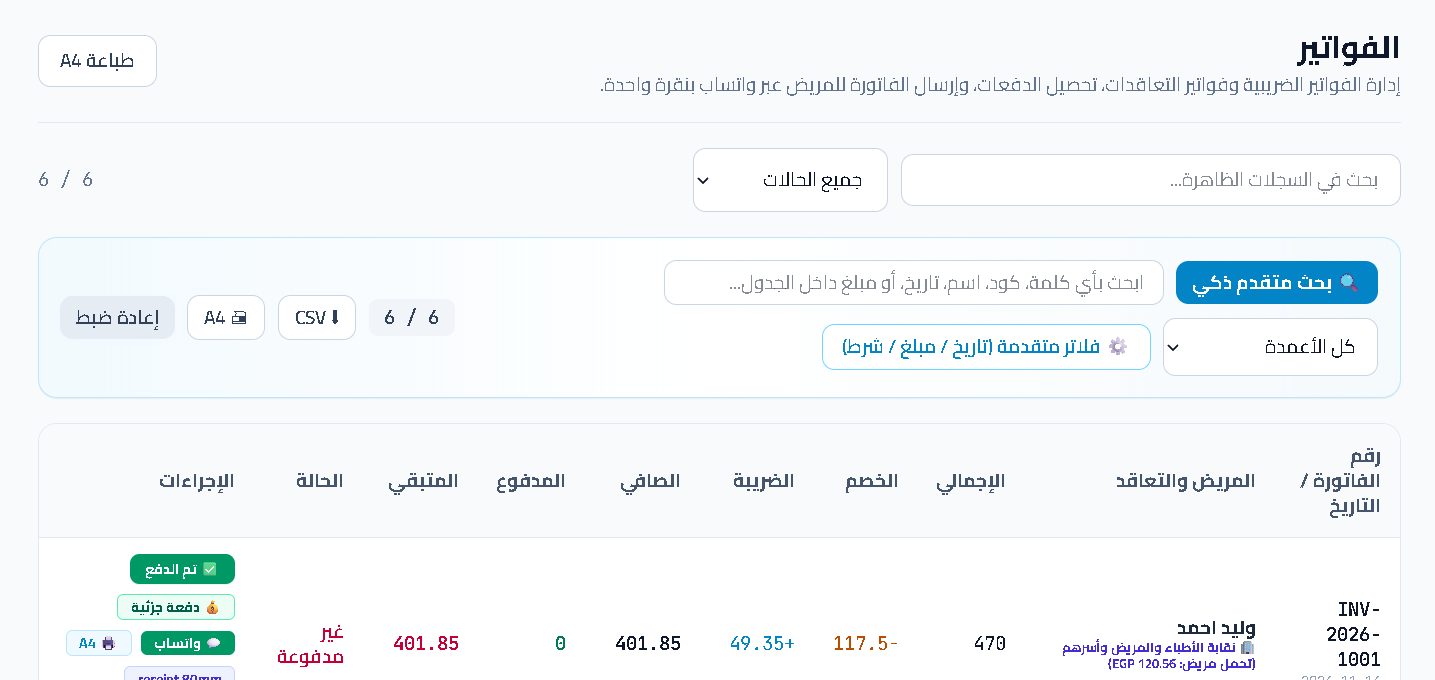 الفواتير
طباعة A4
إدارة الفواتير الضريبية وفواتير التعاقدات، تحصيل الدفعات، وإرسال الفاتورة للمريض عبر واتساب بنقرة واحدة.
بحث في السجلات الظاهرة...
جميع الحالات
6 / 6
🔍 بحث متقدم ذكي
ابحث بأي كلمة، كود، اسم، تاريخ، أو مبلغ داخل الجدول...
كل الأعمدة
⚙️ فلاتر متقدمة (تاريخ / مبلغ / شرط)
6 / 6
⬇ CSV
🖨 A4
إعادة ضبط
رقم
الفاتورة /
التاريخ
المريض والتعاقد
الإجمالي
الخصم
الضريبة
الصافي
المدفوع
المتبقي
الحالة
الإجراءات
INV-
2026-
1001
وليد احمد
🏢 نقابة الأطباء والمريض وأسرهم
(تحمل مريض: 120.56 EGP)
470
-117.5
+49.35
401.85
0
401.85
غير
مدفوعة
✅ تم الدفع
💰 دفعة جزئية
💬 واتساب
🖨 A4